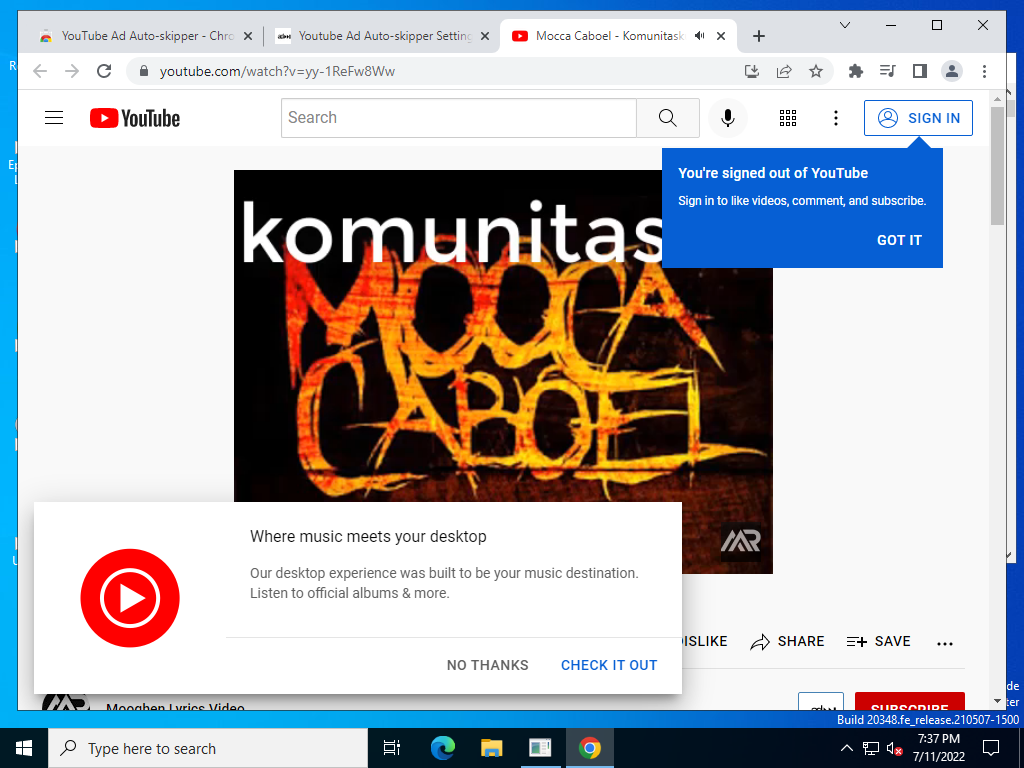 YouTube Ad Auto-skipper - Chro
Youtube Ad Auto-skipper Setting
Mocca Caboel - Komunitask
youtube.com/watch?v=yy-1ReFw8Ww
YouTube
Search
SIGN IN
You're signed out of YouTube
Sign in to like videos, comment, and subscribe.
GOT IT
komunitas
MOOCA
CABOEL
MR
Where music meets your desktop
Our desktop experience was built to be your music destination.
Listen to official albums & more.
NO THANKS
CHECK IT OUT
DISLIKE
SHARE
SAVE
Mooghen Lyrics Video
SUBSCRIBE
Build 20348.fe_release.210507-1500
Type here to search
7:37 PM
7/11/2022